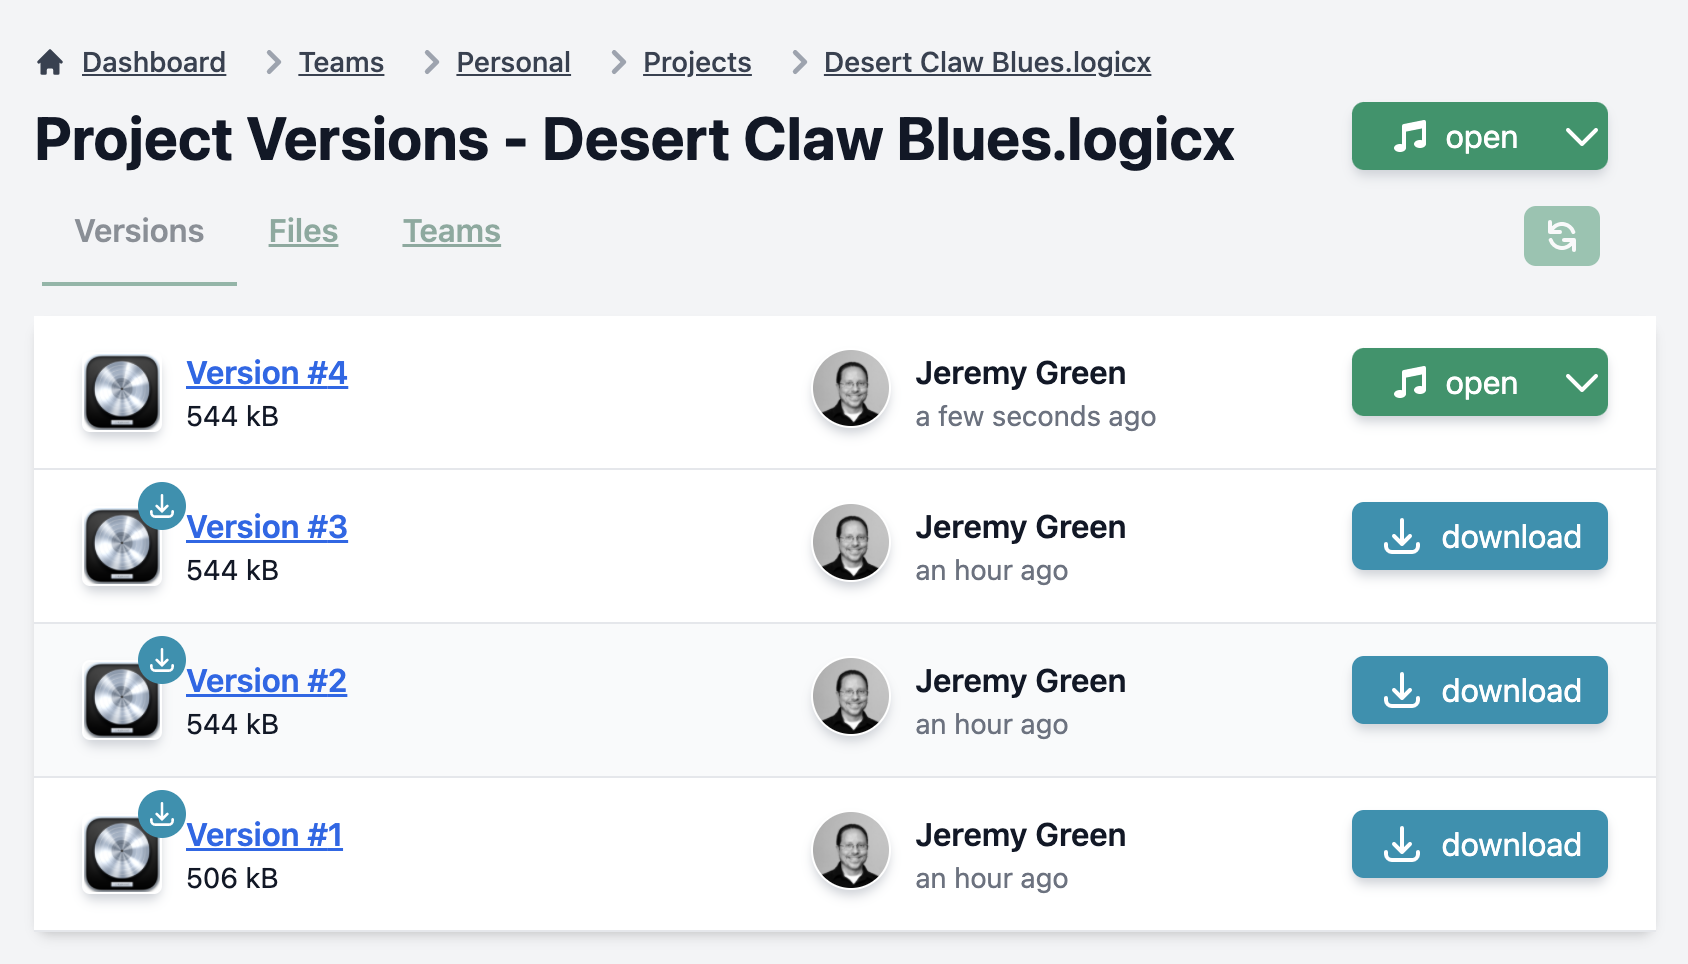 Dashboard Teams Personal Projects Desert Claw Blues.logicx
Project Versions - Desert Claw Blues.logicx
open
Versions Files Teams
Version #4
544 kB
Jeremy Green
a few seconds ago
open
Version #3
544 kB
Jeremy Green
an hour ago
download
Version #2
544 kB
Jeremy Green
an hour ago
download
Version #1
506 kB
Jeremy Green
an hour ago
download